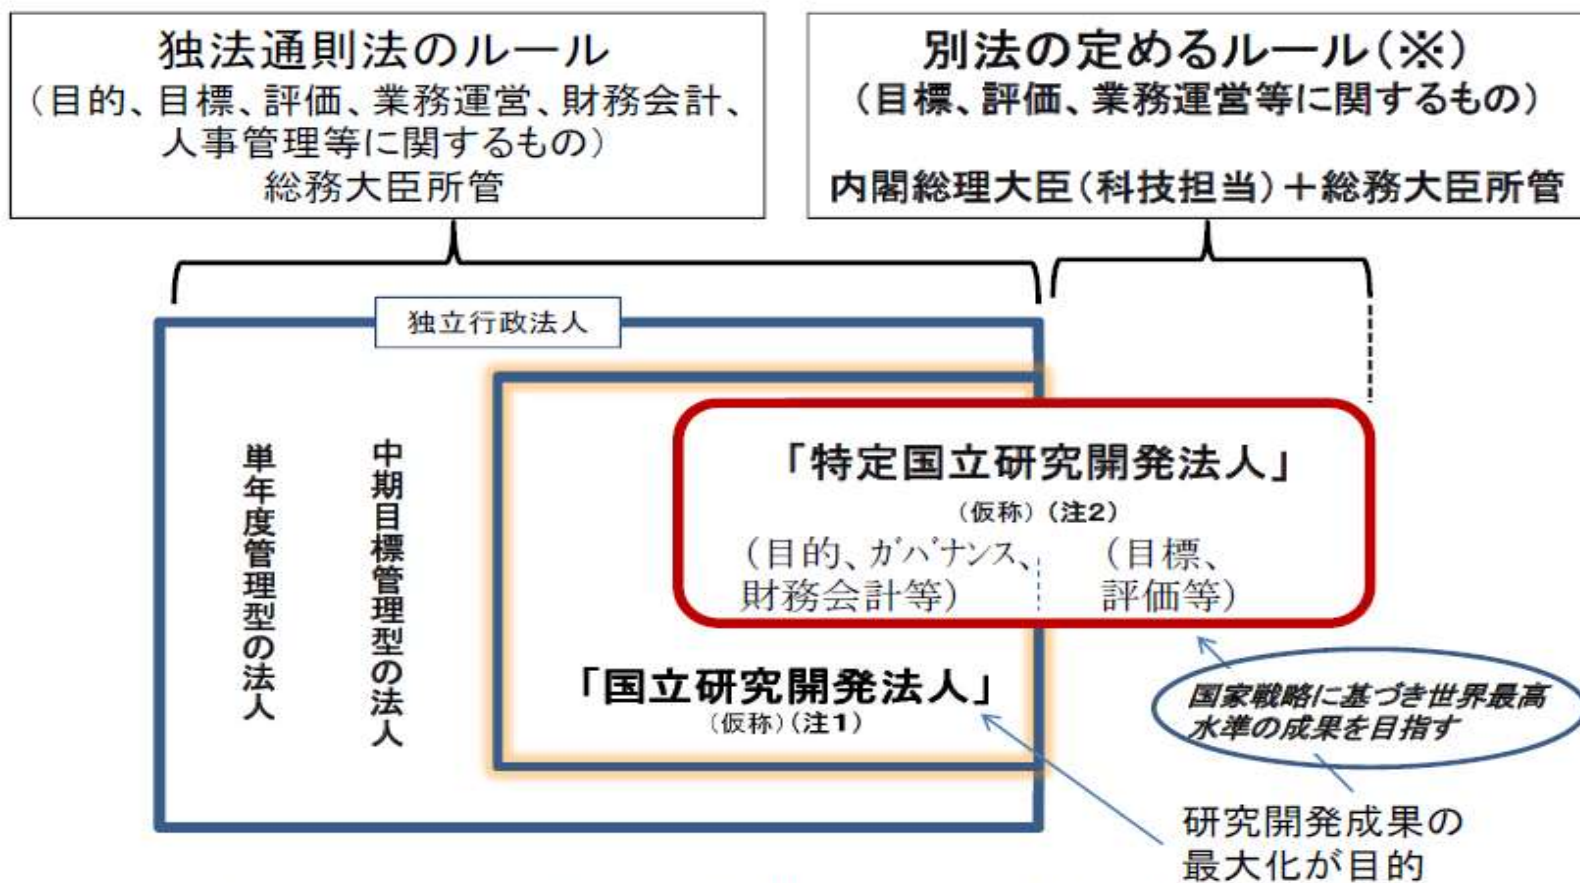 独法通則法のルール
（目的、目標、評価、業務運営、財務会計、
人事管理等に関するもの）
総務大臣所管
別法の定めるルール（※）
（目標、評価、業務運営等に関するもの）
内閣総理大臣（科技担当）＋総務大臣所管
独立行政法人
単年度管理型の法人
中期目標管理型の法人
「特定国立研究開発法人」
（仮称）（注２）
（目的、ガバナンス、
財務会計等）
（目標、
評価等）
「国立研究開発法人」
（仮称）（注１）
国家戦略に基づき世界最高
水準の成果を目指す
研究開発成果の
最大化が目的